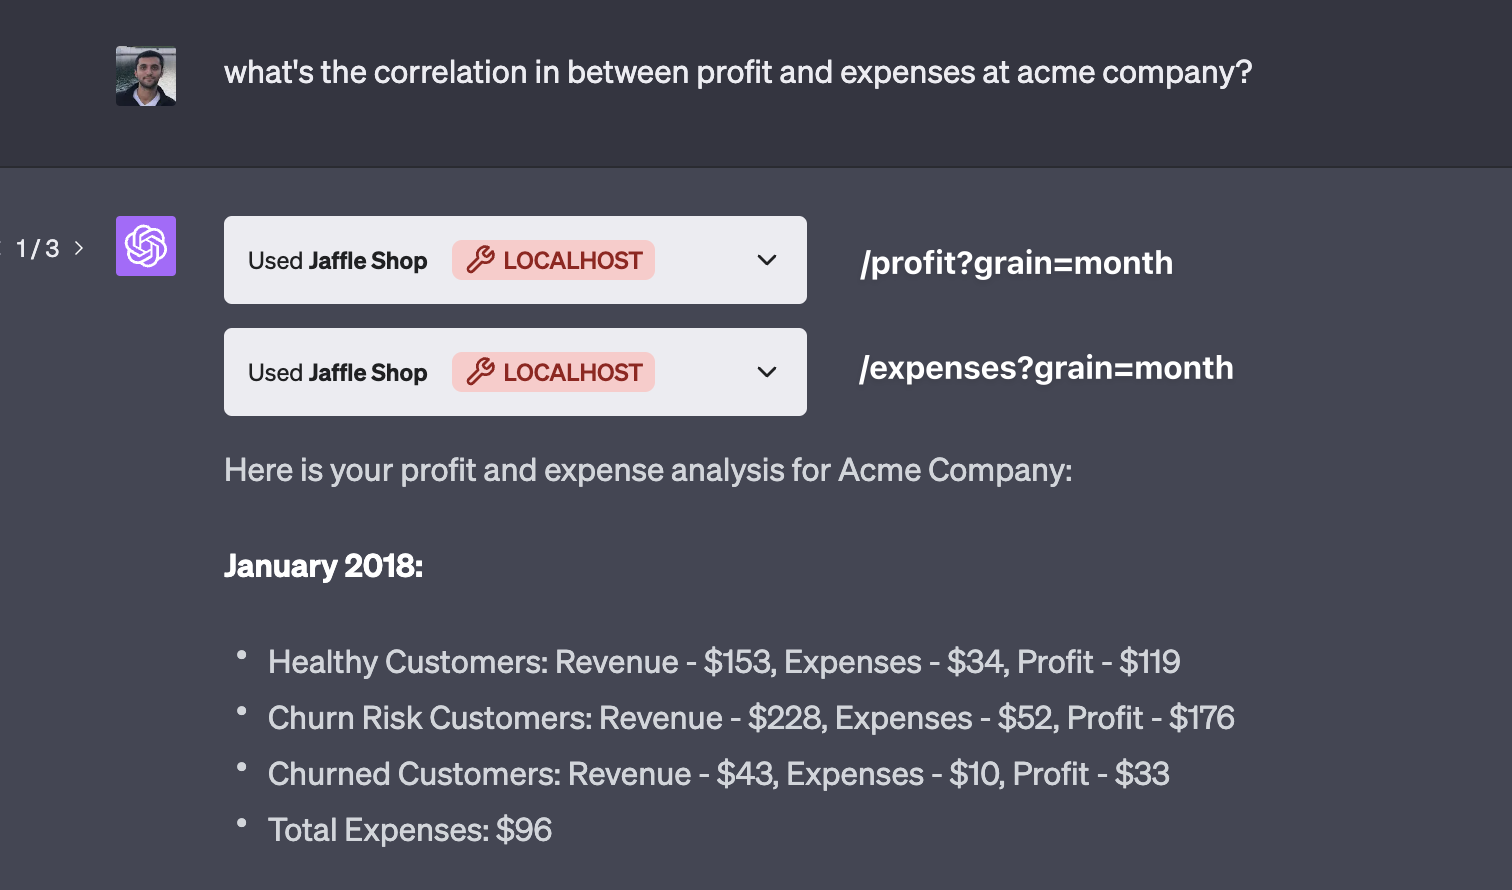 what's the correlation in between profit and expenses at acme company?
1 / 3
Used Jaffle Shop LOCALHOST
/profit?grain=month
Used Jaffle Shop LOCALHOST
/expenses?grain=month
Here is your profit and expense analysis for Acme Company:
January 2018:
• Healthy Customers: Revenue - $153, Expenses - $34, Profit - $119
• Churn Risk Customers: Revenue - $228, Expenses - $52, Profit - $176
• Churned Customers: Revenue - $43, Expenses - $10, Profit - $33
• Total Expenses: $96